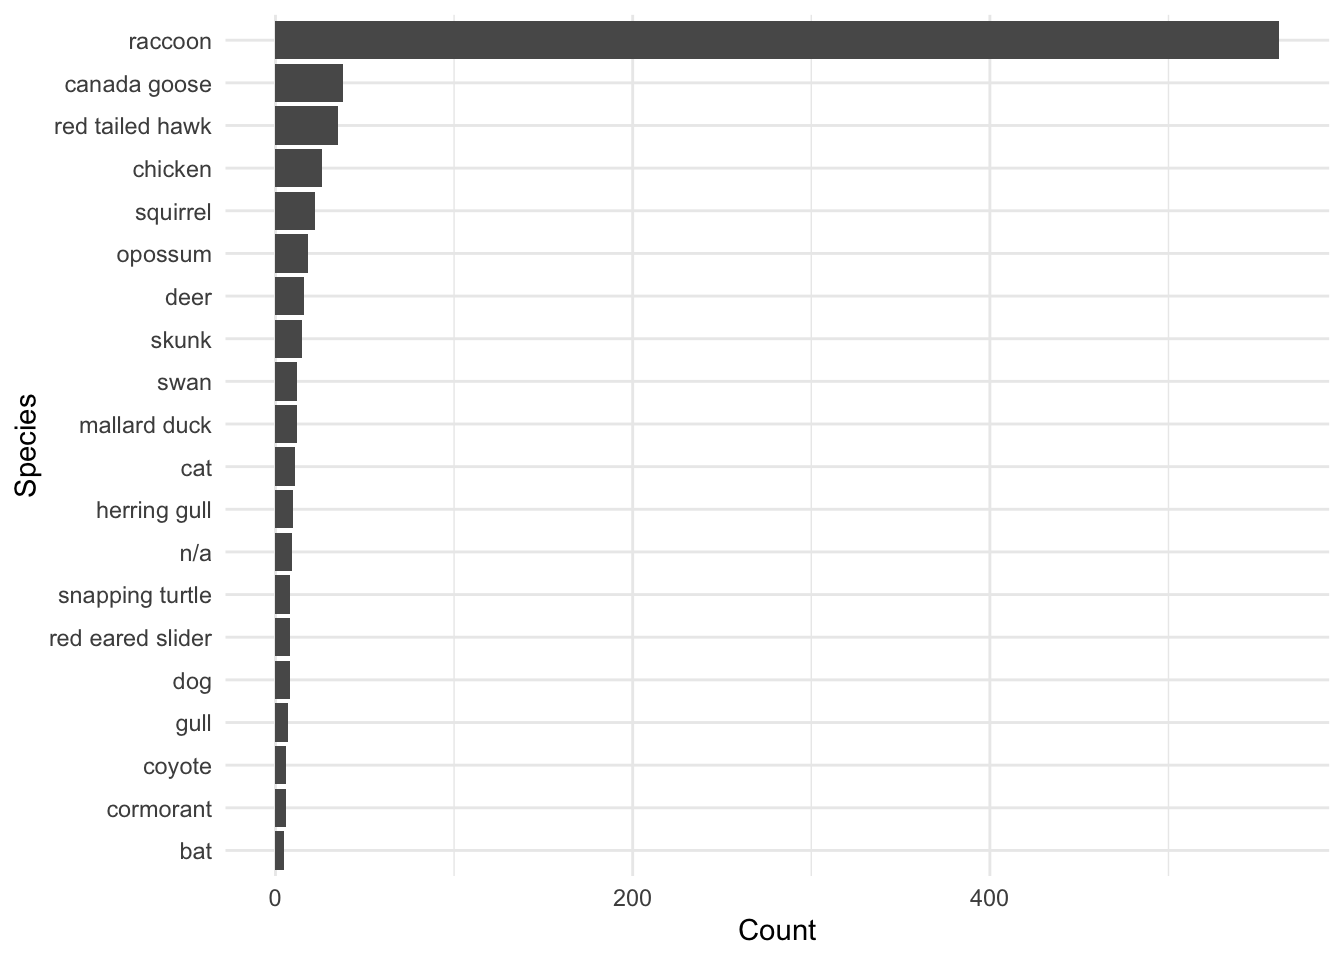 raccoon
canada goose
red tailed hawk
chicken
squirrel
opossum
deer
skunk
swan
mallard duck
cat
herring gull
n/a
snapping turtle
red eared slider
dog
gull
coyote
cormorant
bat
Species
0 200 400
Count